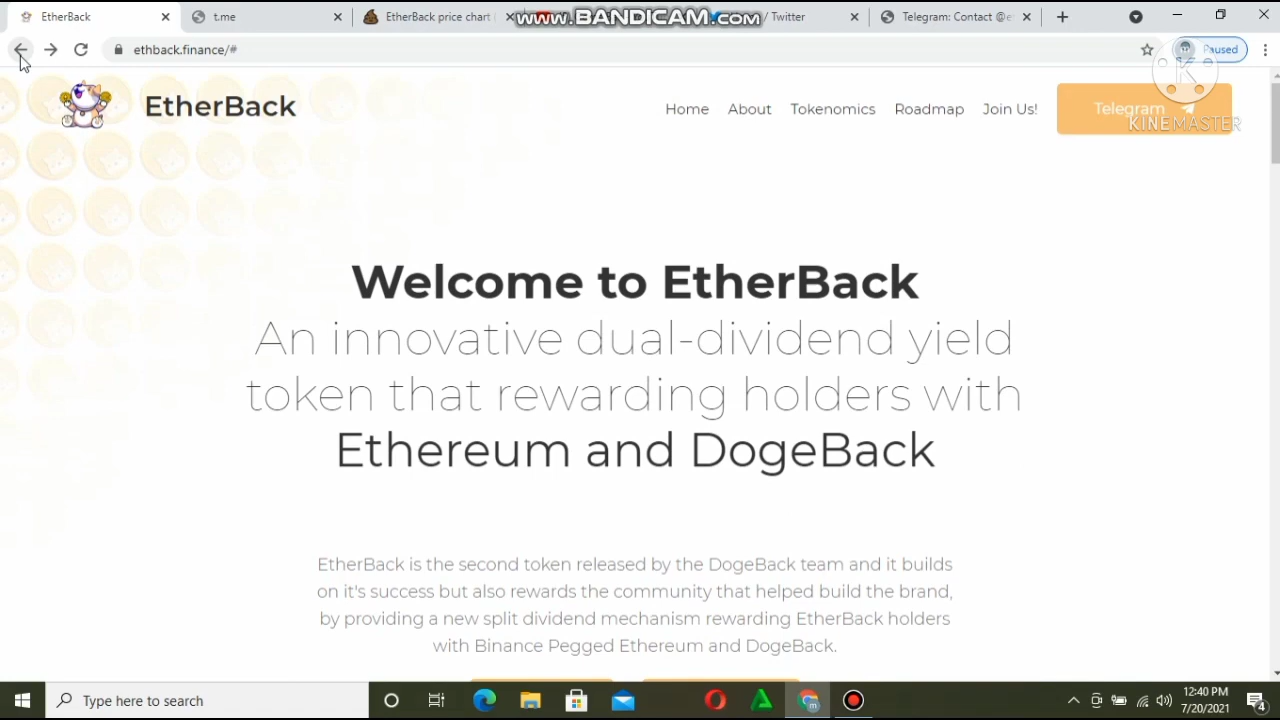 EtherBack
t.me
EtherBack price chart
/ Twitter
Telegram: Contact @e
www.BANDICAM.com
ethback.finance/#
Paused
EtherBack
Home
About
Tokenomics
Roadmap
Join Us!
Telegram
KINEMASTER
Welcome to EtherBack
An innovative dual-dividend yield
token that rewarding holders with
Ethereum and DogeBack
EtherBack is the second token released by the DogeBack team and it builds
on it's success but also rewards the community that helped build the brand,
by providing a new split dividend mechanism rewarding EtherBack holders
with Binance Pegged Ethereum and DogeBack.
Type here to search
12:40 PM
7/20/2021
4